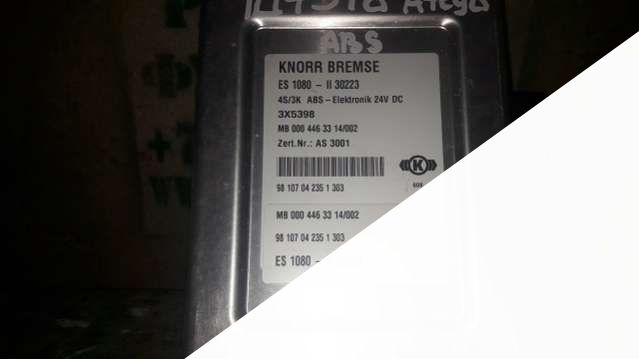 Atego
ABS
KNORR BREMSE
ES 1080 – II 30223
4S/3K ABS – Elektronik 24V DC
3X5398
MB 000 446 33 14/002
Zert.Nr.: AS 3001
K
98 107 04 235 1 303
MB 000 446 33 14/002
98 107 04 235 1 303
ES 1080 –